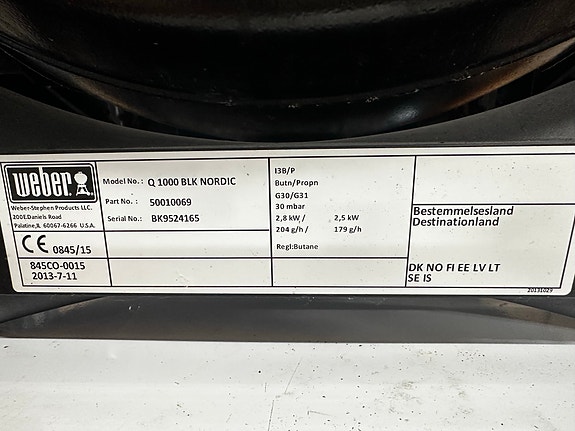 weber
Weber-Stephen Products LLC.
200E.Daniels Road
Palatine,IL 60067-6266 U.S.A.
CE 0845/15
845CO-0015
2013-7-11
Model No.: Q 1000 BLK NORDIC
Part No.: 50010069
Serial No.: BK9524165
I3B/P
Butn/Propn
G30/G31
30 mbar
2,8 kW / 2,5 kW
204 g/h / 179 g/h
Regl:Butane
Bestemmelsesland
Destinationland
DK NO FI EE LV LT
SE IS
20131029